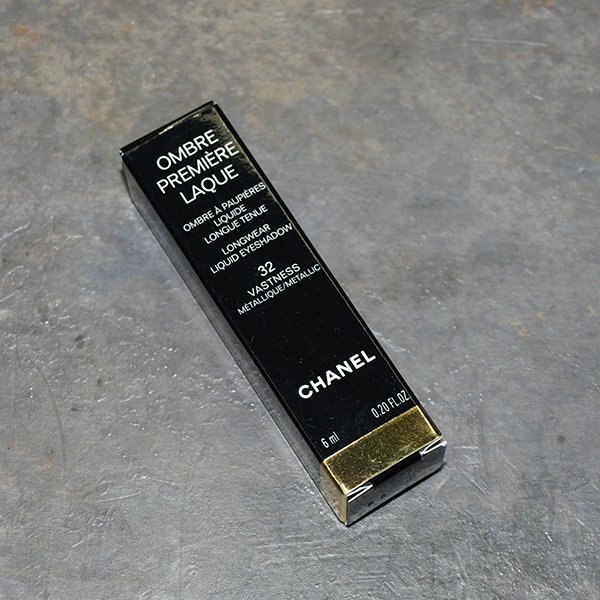 OMBRE
PREMIÈRE
LAQUE
OMBRE À PAUPIÈRES
LIQUIDE
LONGUE TENUE
LONGWEAR
LIQUID EYESHADOW
32
VASTNESS
MÉTALLIQUE/METALLIC
CHANEL
6 ml 0.20 FL.OZ.